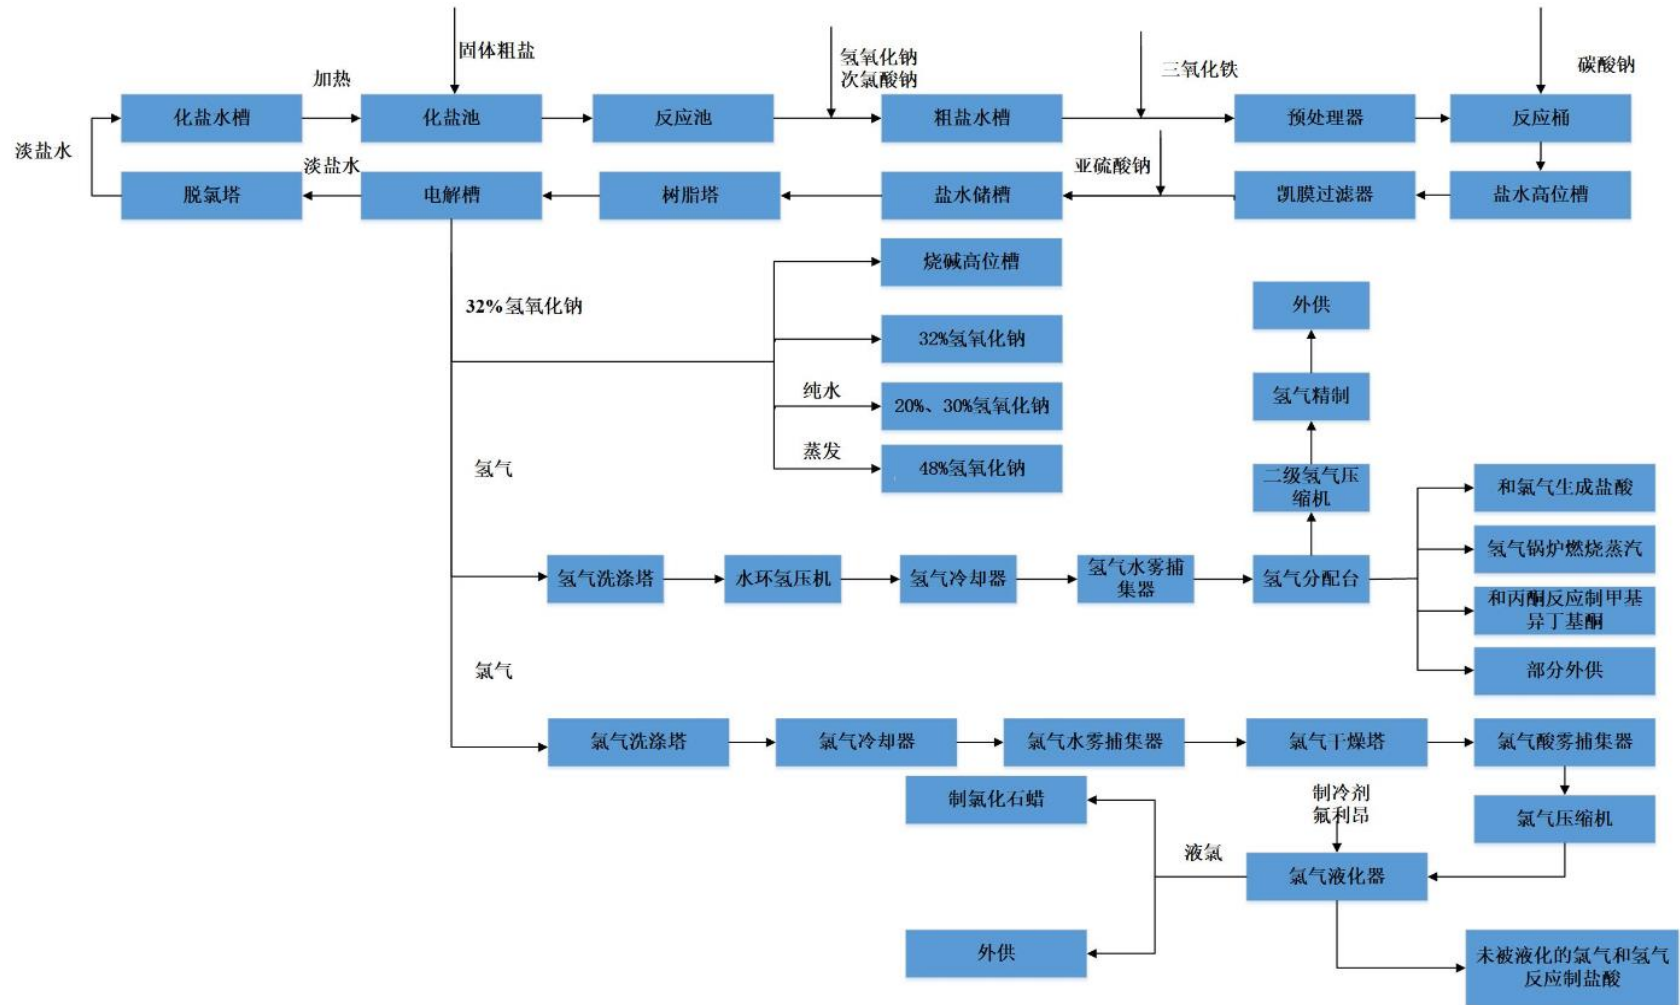 固体粗盐
氢氧化钠
次氯酸钠
三氧化铁
碳酸钠
加热
化盐水槽
化盐池
反应池
粗盐水槽
预处理器
反应桶
淡盐水
淡盐水
亚硫酸钠
脱氯塔
电解槽
树脂塔
盐水储槽
凯膜过滤器
盐水高位槽
烧碱高位槽
32%氢氧化钠
外供
32%氢氧化钠
纯水
氢气精制
20%、30%氢氧化钠
蒸发
48%氢氧化钠
氢气
二级氢气压
缩机
和氯气生成盐酸
氢气锅炉燃烧蒸汽
氢气洗涤塔
水环氢压机
氢气冷却器
氢气水雾捕
集器
氢气分配台
和丙酮反应制甲基
异丁基酮
部分外供
氯气
氯气洗涤塔
氯气冷却器
氯气水雾捕集器
氯气干燥塔
氯气酸雾捕集器
制氯化石蜡
制冷剂
氟利昂
氯气压缩机
液氯
氯气液化器
外供
未被液化的氯气和氢气
反应制盐酸